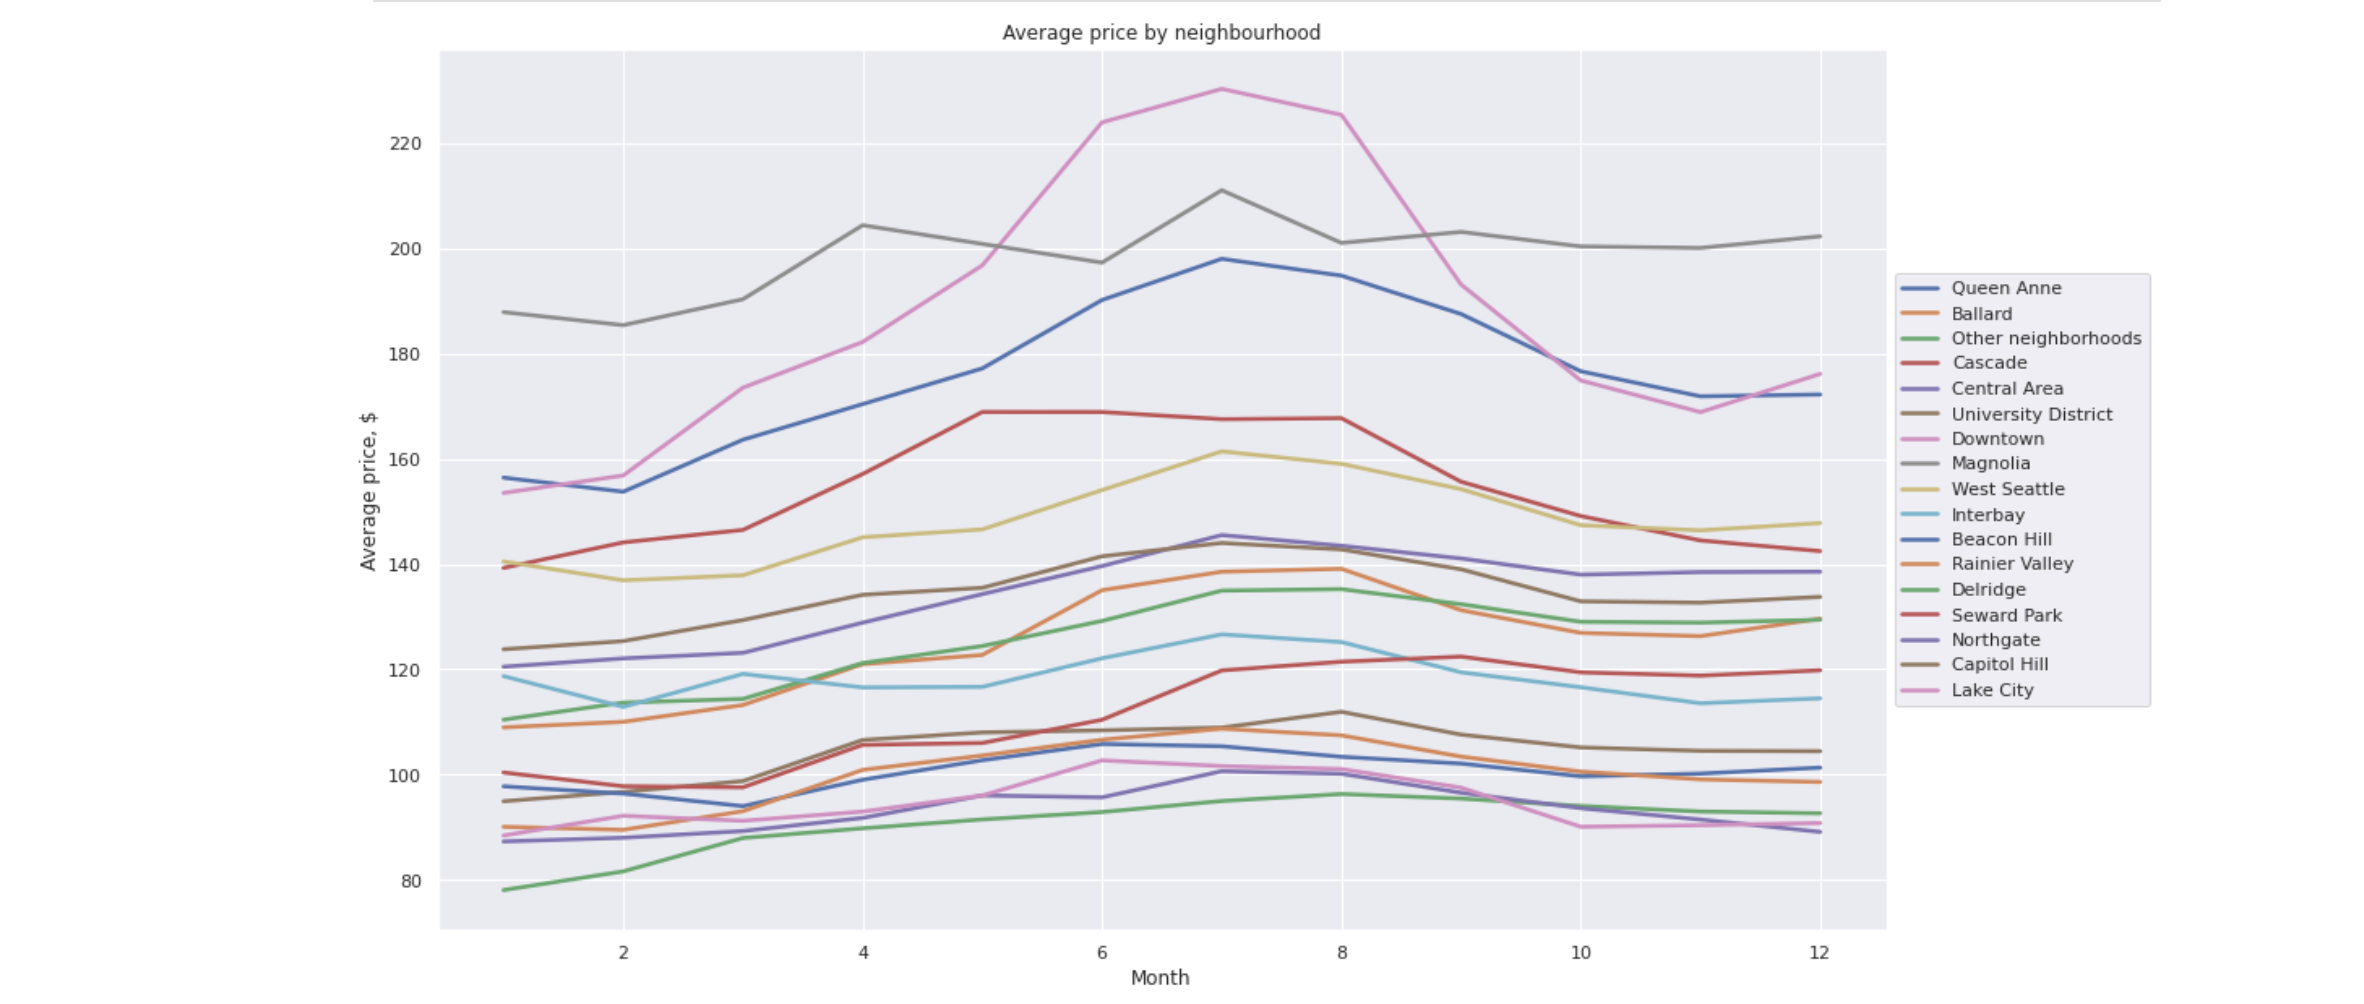 Average price by neighbourhood
Average price, $
220
200
180
160
140
120
100
80
2
4
6
8
10
12
Month
Queen Anne
Ballard
Other neighborhoods
Cascade
Central Area
University District
Downtown
Magnolia
West Seattle
Interbay
Beacon Hill
Rainier Valley
Delridge
Seward Park
Northgate
Capitol Hill
Lake City